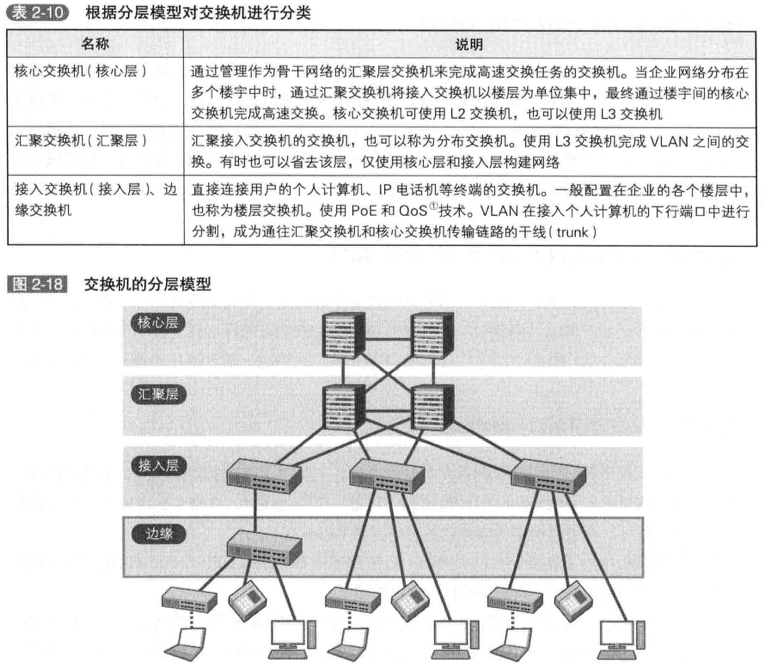 表 2-10 根据分层模型对交换机进行分类
名称 说明
核心交换机(核心层) 通过管理作为骨干网络的汇聚层交换机来完成高速交换任务的交换机。当企业网络分布在
多个楼宇中时，通过汇聚交换机将接入交换机以楼层为单位集中，最终通过楼宇间的核心
交换机完成高速交换。核心交换机可使用 L2 交换机，也可以使用 L3 交换机
汇聚交换机(汇聚层) 汇聚接入交换机的交换机，也可以称为分布交换机。使用 L3 交换机完成 VLAN 之间的交
换。有时也可以省去该层，仅使用核心层和接入层构建网络
接入交换机(接入层)、边 直接连接用户的个人计算机、IP 电话机等终端的交换机。一般配置在企业的各个楼层中，
缘交换机 也称为楼层交换机。使用 PoE 和 QoS①技术。VLAN 在接入个人计算机的下行端口中进行
分割，成为通往汇聚交换机和核心交换机传输链路的干线(trunk)
图 2-18 交换机的分层模型
核心层
汇聚层
接入层
边缘